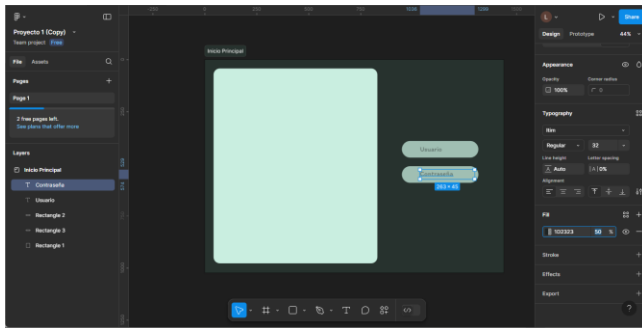 Proyecto 1 (Copy)
Team project Free
File Assets
Pages
Page 1
2 free pages left.
See plans that offer more
Layers
Inicio Principal
Contraseña
Usuario
Rectangle 2
Rectangle 3
Rectangle 1
Inicio Principal
Usuario
Contraseña
263 × 45
L
Share
Design Prototype 44%
Appearance
Opacity Corner radius
100% 0
Typography
Regular 32
Line height Letter spacing
Auto 0%
Alignment
Fill
102323 50 %
Stroke
Effects
Export
?